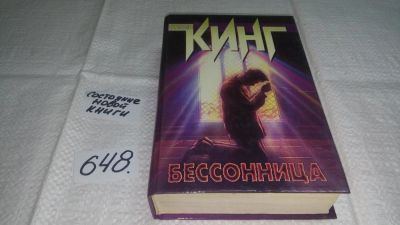 КИНГ
состояние
новой
книги
648.
БЕССОННИЦА